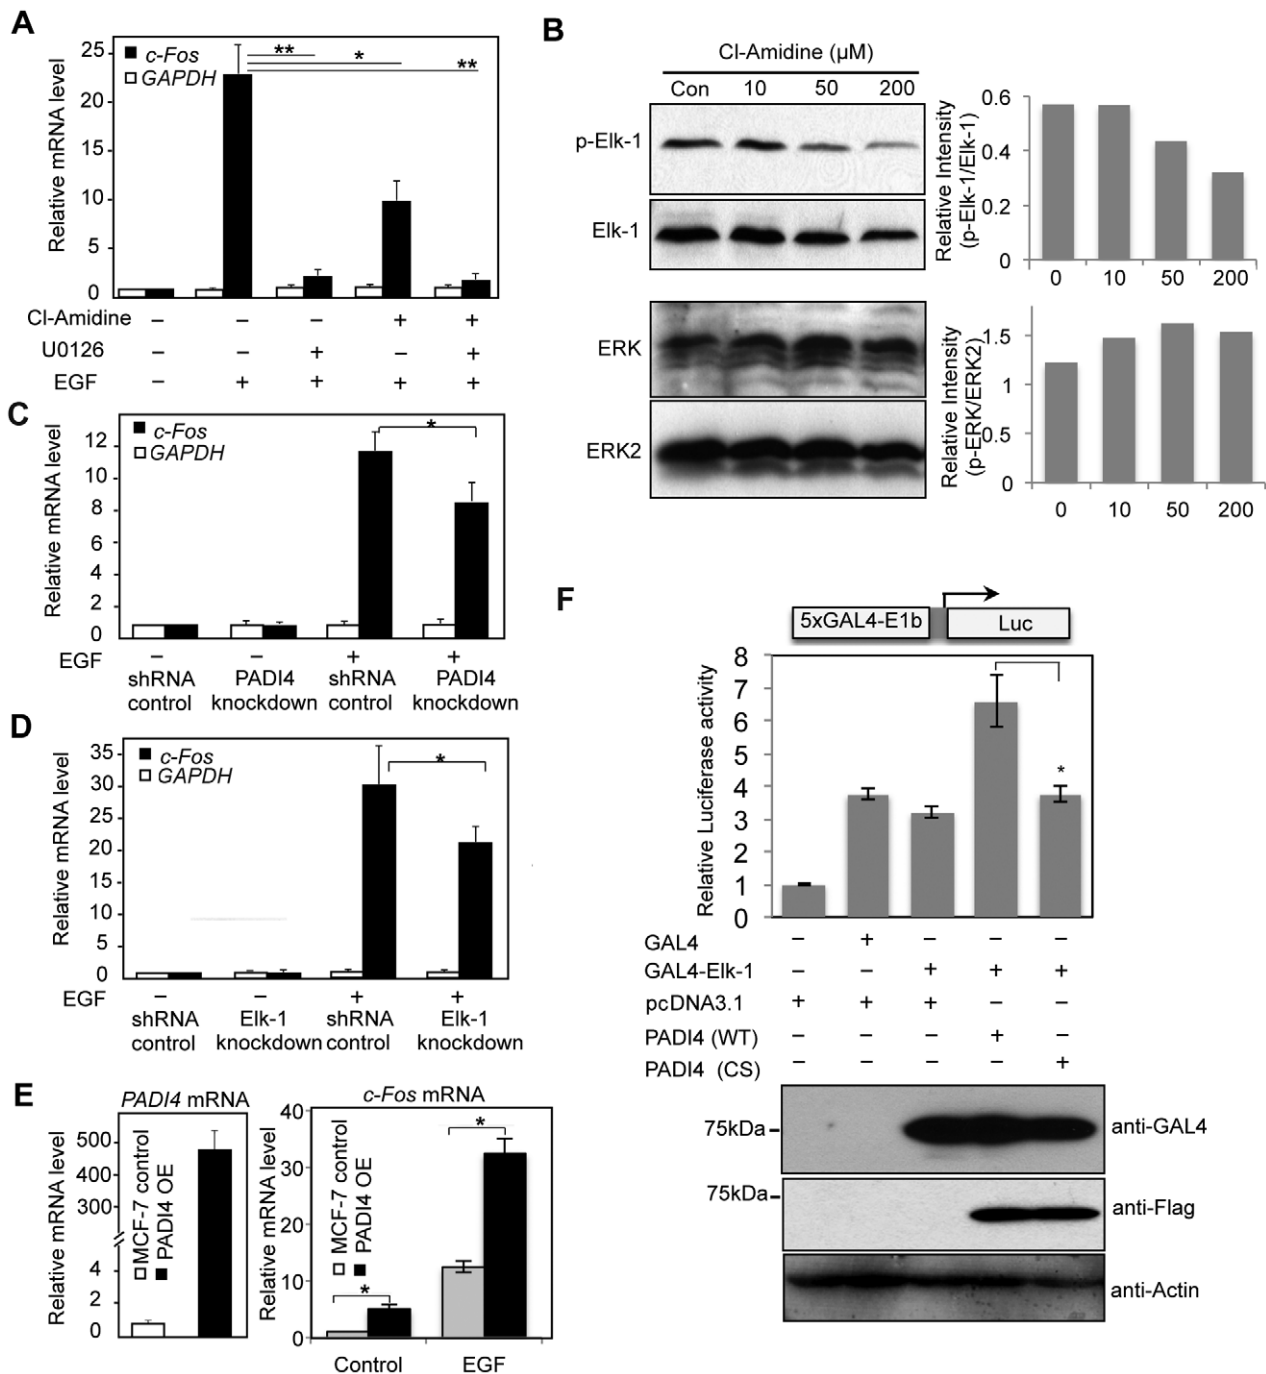 A
Relative mRNA level
25
20
15
10
5
0
c-Fos
GAPDH
**
*
**
Cl-Amidine – – – + +
U0126 – – + – +
EGF – + + + +
B
Cl-Amidine (µM)
Con 10 50 200
p-Elk-1
Elk-1
ERK
ERK2
Relative Intensity
(p-Elk-1/Elk-1)
0.6
0.4
0.2
0
0 10 50 200
Relative Intensity
(p-ERK/ERK2)
1.5
1
0.5
0
0 10 50 200
C
Relative mRNA level
12
10
8
6
4
2
0
c-Fos
GAPDH
*
EGF – – + +
shRNA PADI4 shRNA PADI4
control knockdown control knockdown
D
Relative mRNA level
35
30
25
20
15
10
5
0
c-Fos
GAPDH
*
EGF – – + +
shRNA Elk-1 shRNA Elk-1
control knockdown control knockdown
E
PADI4 mRNA
Relative mRNA level
500
400
300
4
2
0
MCF-7 control
PADI4 OE
c-Fos mRNA
Relative mRNA level
40
30
20
10
0
MCF-7 control
PADI4 OE
*
*
Control EGF
F
5xGAL4-E1b Luc
Relative Luciferase activity
8
7
6
5
4
3
2
1
0
*
GAL4 – + – – –
GAL4-Elk-1 – – + + +
pcDNA3.1 + + + – –
PADI4 (WT) – – – + –
PADI4 (CS) – – – – +
75kDa
anti-GAL4
75kDa
anti-Flag
anti-Actin